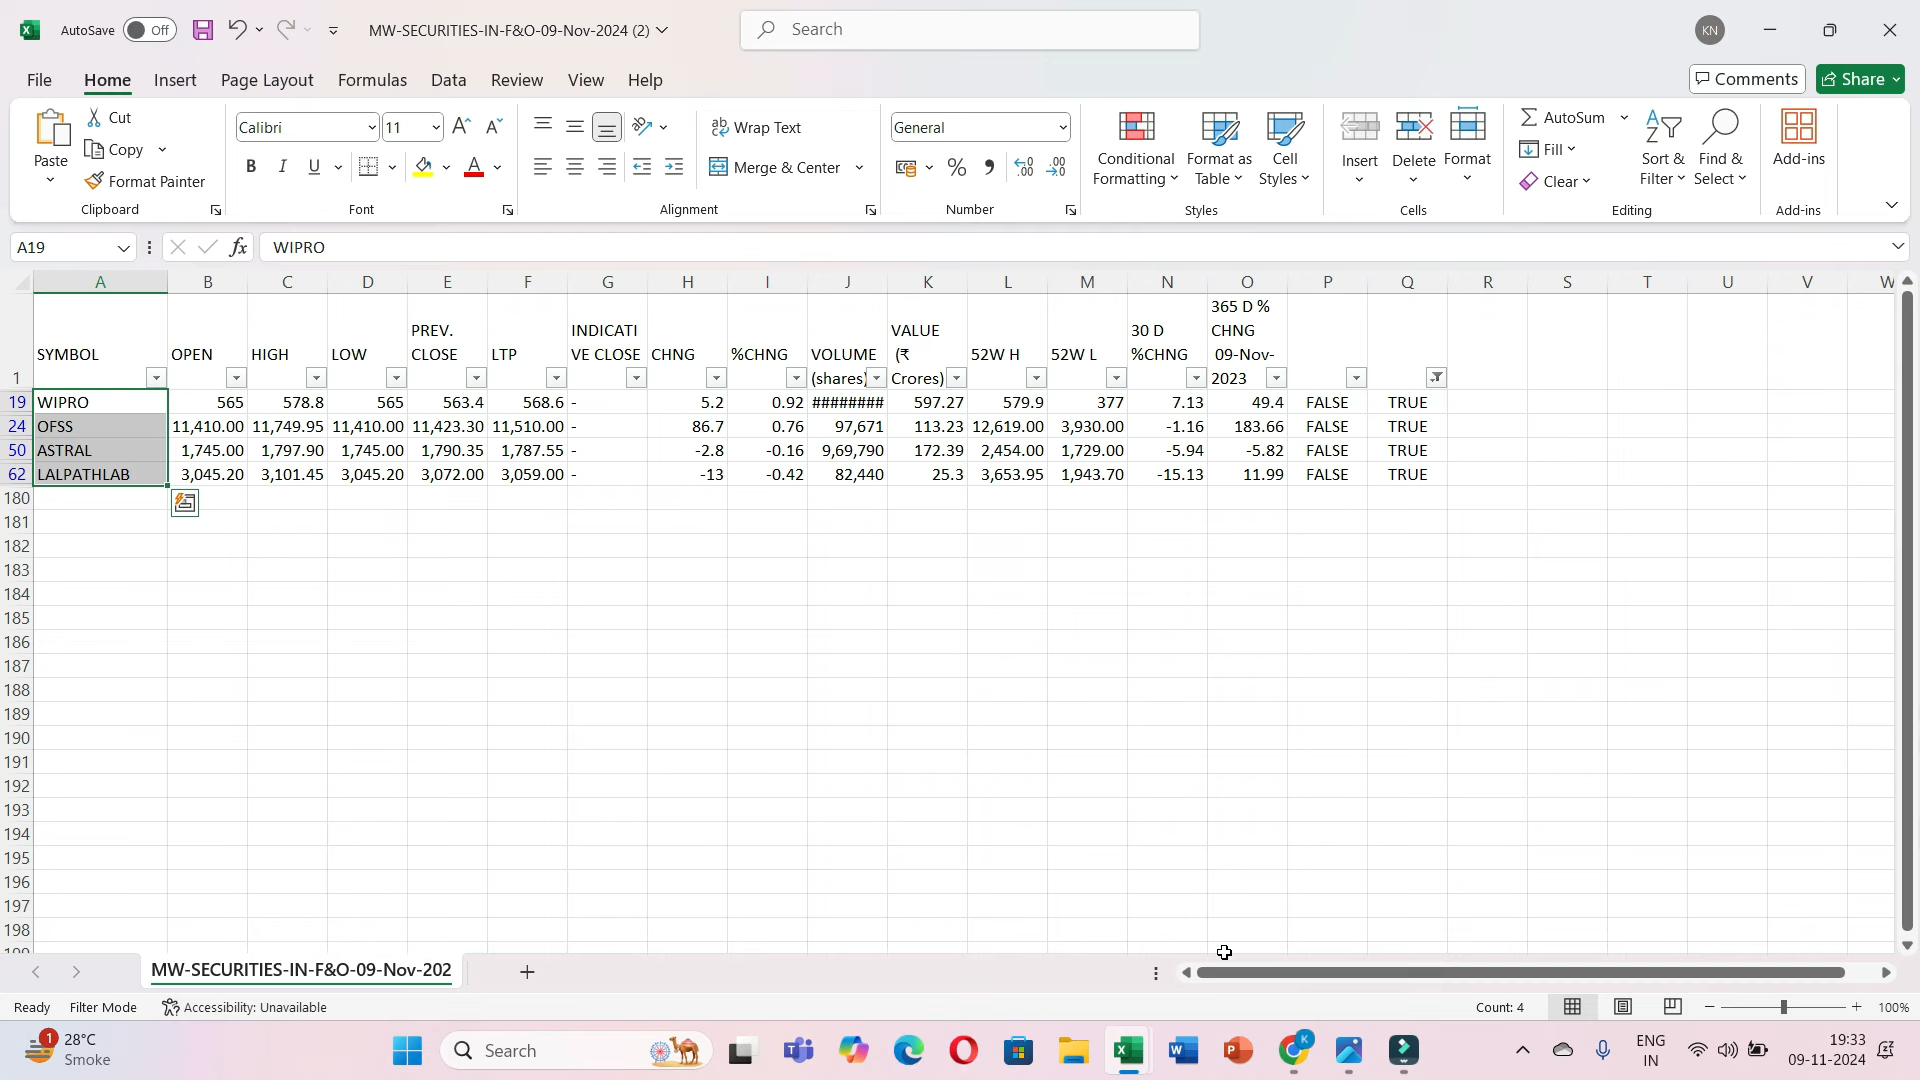 AutoSave Off MW-SECURITIES-IN-F&O-09-Nov-2024 (2) Search KN
File Home Insert Page Layout Formulas Data Review View Help Comments Share
Paste Cut Copy Format Painter Clipboard
Calibri 11 B I U Font
Wrap Text Merge & Center Alignment
General Number
Conditional Formatting Format as Table Cell Styles Styles
Insert Delete Format Cells
AutoSum Fill Clear Sort & Filter Find & Select Editing
Add-ins Add-ins
A19 fx WIPRO
A B C D E F G H I J K L M N O P Q R S T U V W
1 SYMBOL OPEN HIGH LOW PREV. CLOSE LTP INDICATIVE CLOSE CHNG %CHNG VOLUME (shares) VALUE (₹ Crores) 52W H 52W L 30 D %CHNG 365 D % CHNG 09-Nov-2023
19 WIPRO 565 578.8 565 563.4 568.6 - 5.2 0.92 ######## 597.27 579.9 377 7.13 49.4 FALSE TRUE
24 OFSS 11,410.00 11,749.95 11,410.00 11,423.30 11,510.00 - 86.7 0.76 97,671 113.23 12,619.00 3,930.00 -1.16 183.66 FALSE TRUE
50 ASTRAL 1,745.00 1,797.90 1,745.00 1,790.35 1,787.55 - -2.8 -0.16 9,69,790 172.39 2,454.00 1,729.00 -5.94 -5.82 FALSE TRUE
62 LALPATHLAB 3,045.20 3,101.45 3,045.20 3,072.00 3,059.00 - -13 -0.42 82,440 25.3 3,653.95 1,943.70 -15.13 11.99 FALSE TRUE
180
181
182
183
184
185
186
187
188
189
190
191
192
193
194
195
196
197
198
MW-SECURITIES-IN-F&O-09-Nov-202
Ready Filter Mode Accessibility: Unavailable Count: 4 100%
1 28°C Search ENG 19:33
Smoke IN 09-11-2024